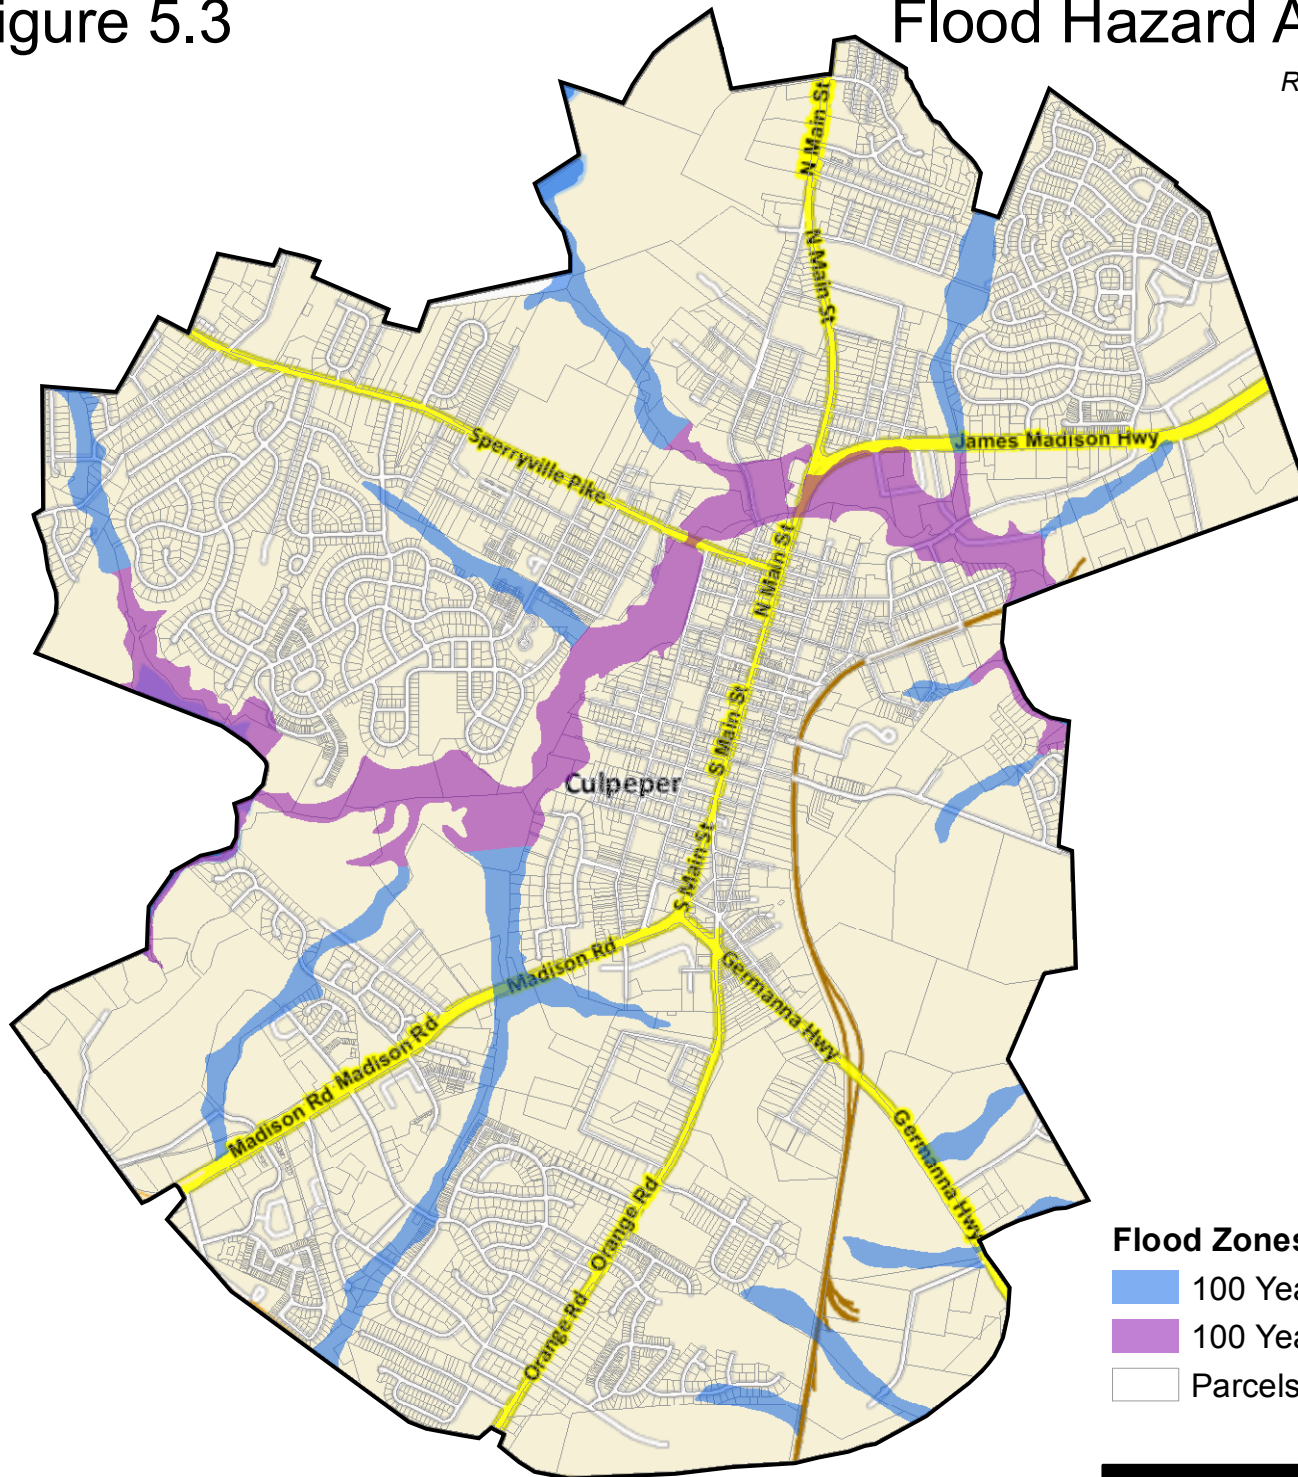 igure 5.3
Flood Hazard A
R
N Main St
N Main St
James Madison Hwy
Sperryville Pike
N Main St
S Main St
Culpeper
S Main St
Madison Rd
Germanna Hwy
Madison Rd
Madison Rd
Germanna Hwy
Orange Rd
Orange Rd
Flood Zones
100 Yea
100 Yea
Parcels